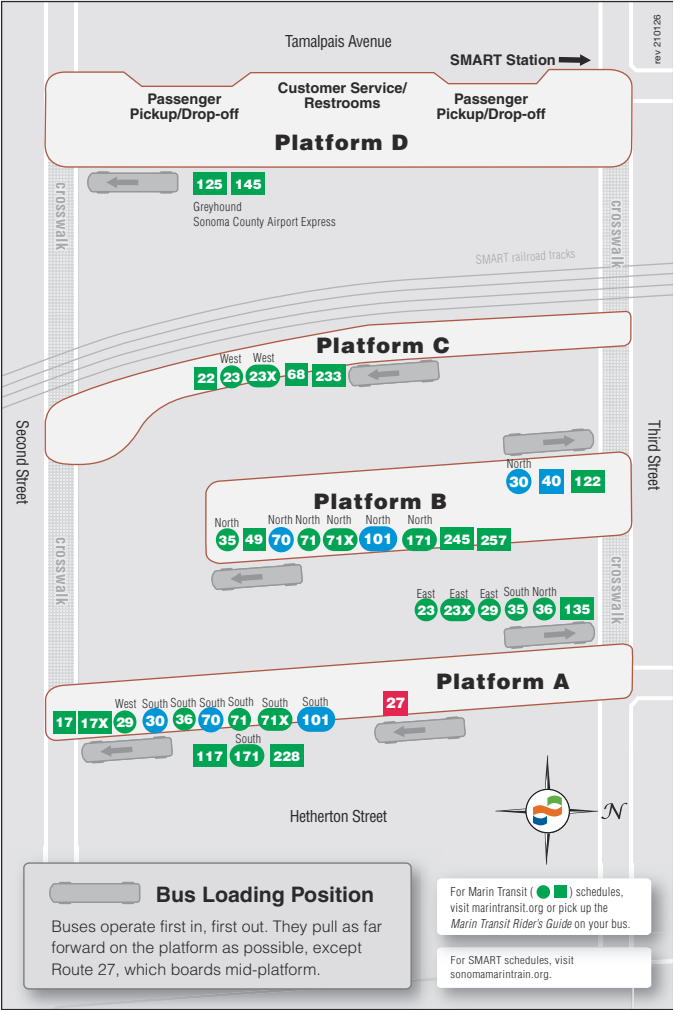 rev 210126
Tamalpais Avenue
SMART Station
Passenger
Pickup/Drop-off
Customer Service/
Restrooms
Passenger
Pickup/Drop-off
Platform D
crosswalk
125 145
Greyhound
Sonoma County Airport Express
crosswalk
SMART railroad tracks
Platform C
West West
22 23 23X 68 233
Second Street
Third Street
North
30 40 122
Platform B
North North North North North North
35 49 70 71 71X 101 171 245 257
crosswalk
crosswalk
East East East South North
23 23X 29 35 36 135
Platform A
27
West South South South South South South
17 17X 29 30 36 70 71 71X 101
South
117 171 228
Hetherton Street
N
Bus Loading Position
Buses operate first in, first out. They pull as far
forward on the platform as possible, except
Route 27, which boards mid-platform.
For Marin Transit ( ) schedules,
visit marintransit.org or pick up the
Marin Transit Rider's Guide on your bus.
For SMART schedules, visit
sonomamarintrain.org.